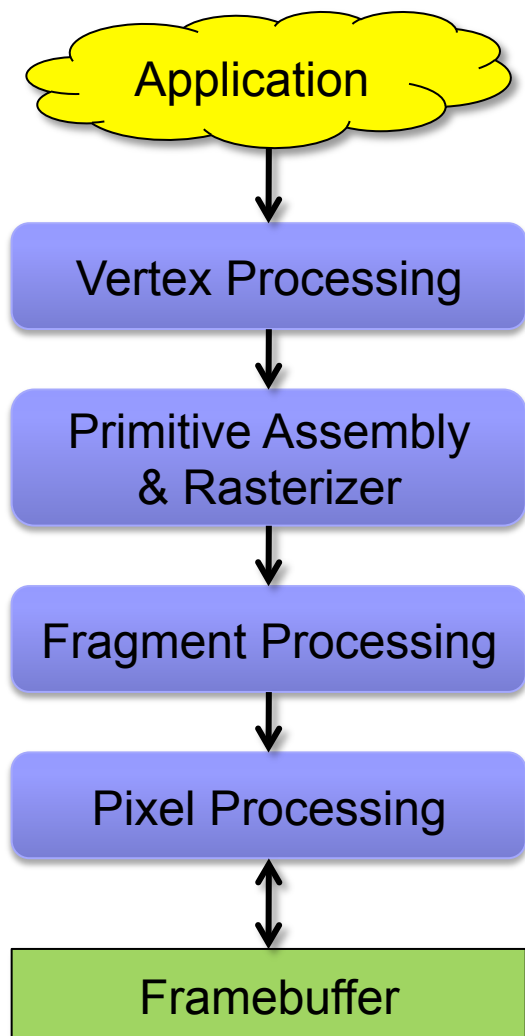 Application
Vertex Processing
Primitive Assembly
& Rasterizer
Fragment Processing
Pixel Processing
Framebuffer